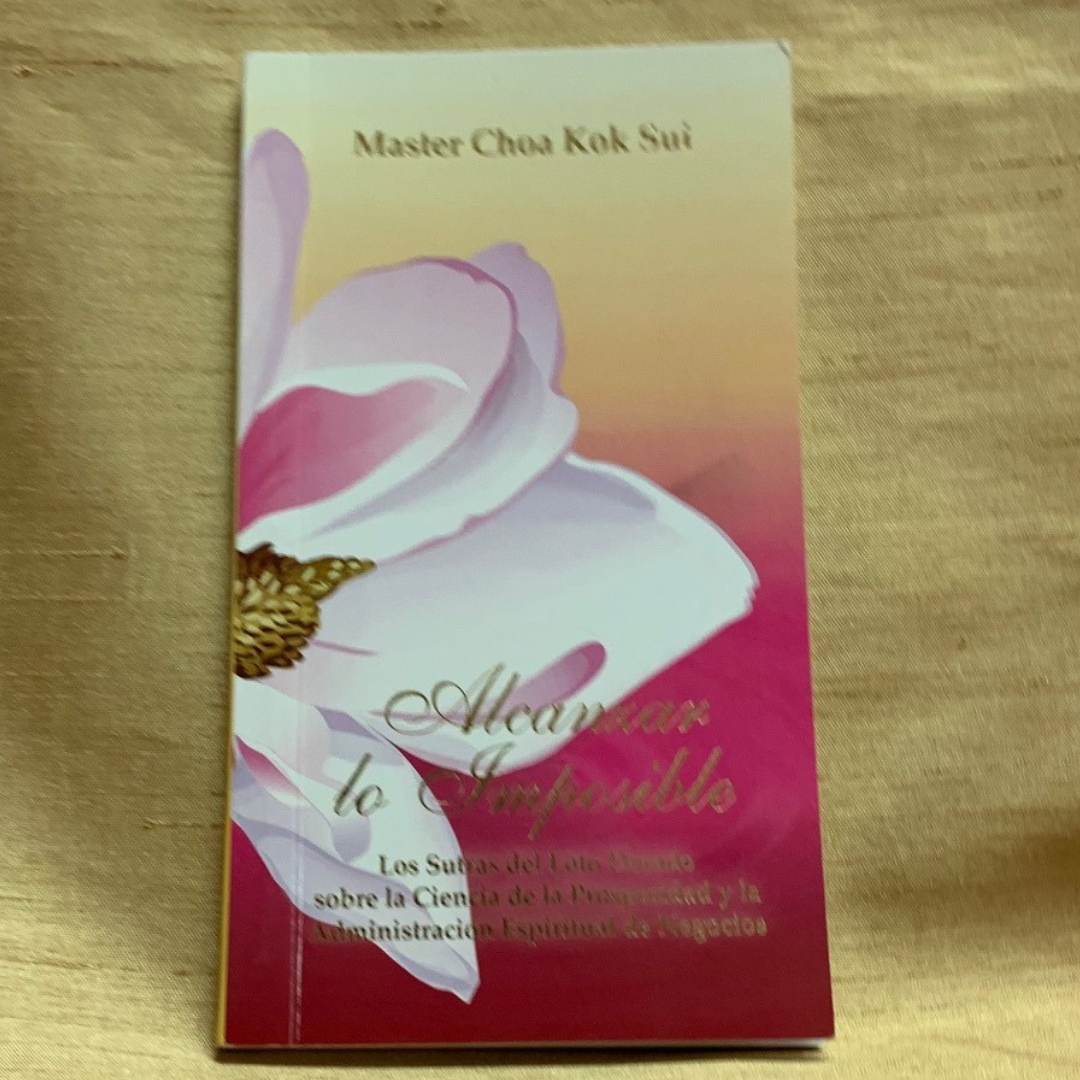 Master Choa Kok Sui
Alcanzar
lo Imposible
Los Sutras del Loto Dorado
sobre la Ciencia de la Prosperidad y la
Administración Espiritual de Negocios